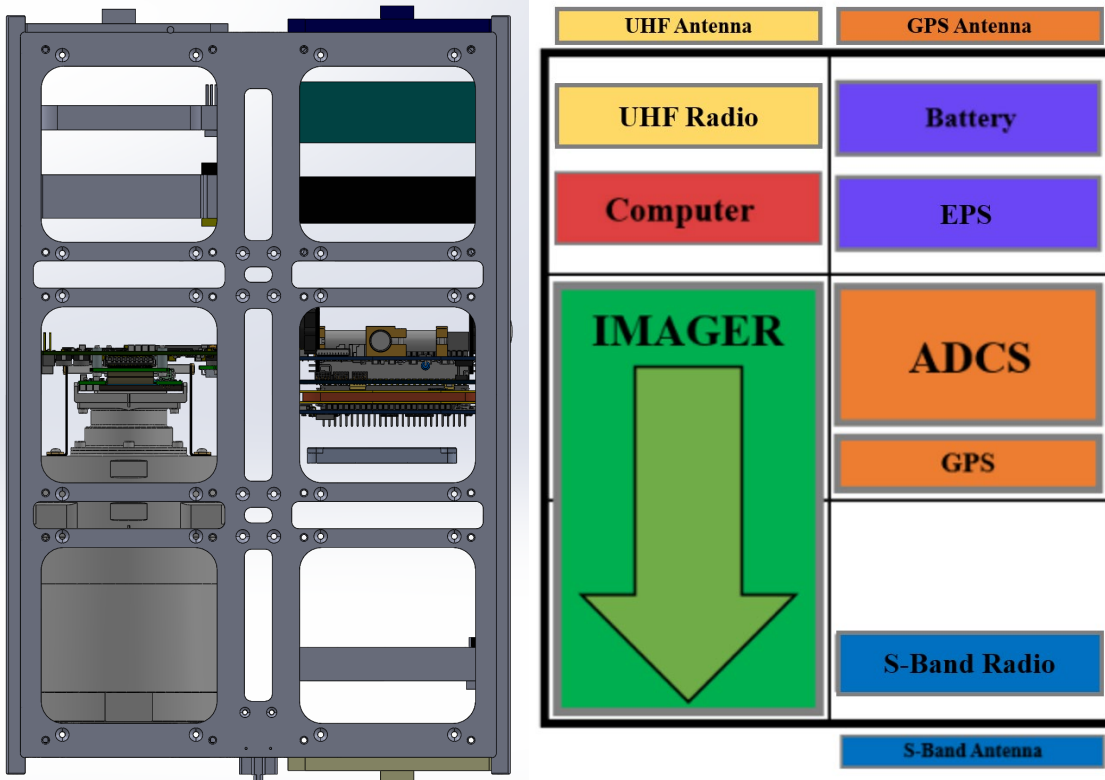 UHF Antenna
GPS Antenna
UHF Radio
Battery
Computer
EPS
IMAGER
ADCS
GPS
S-Band Radio
S-Band Antenna